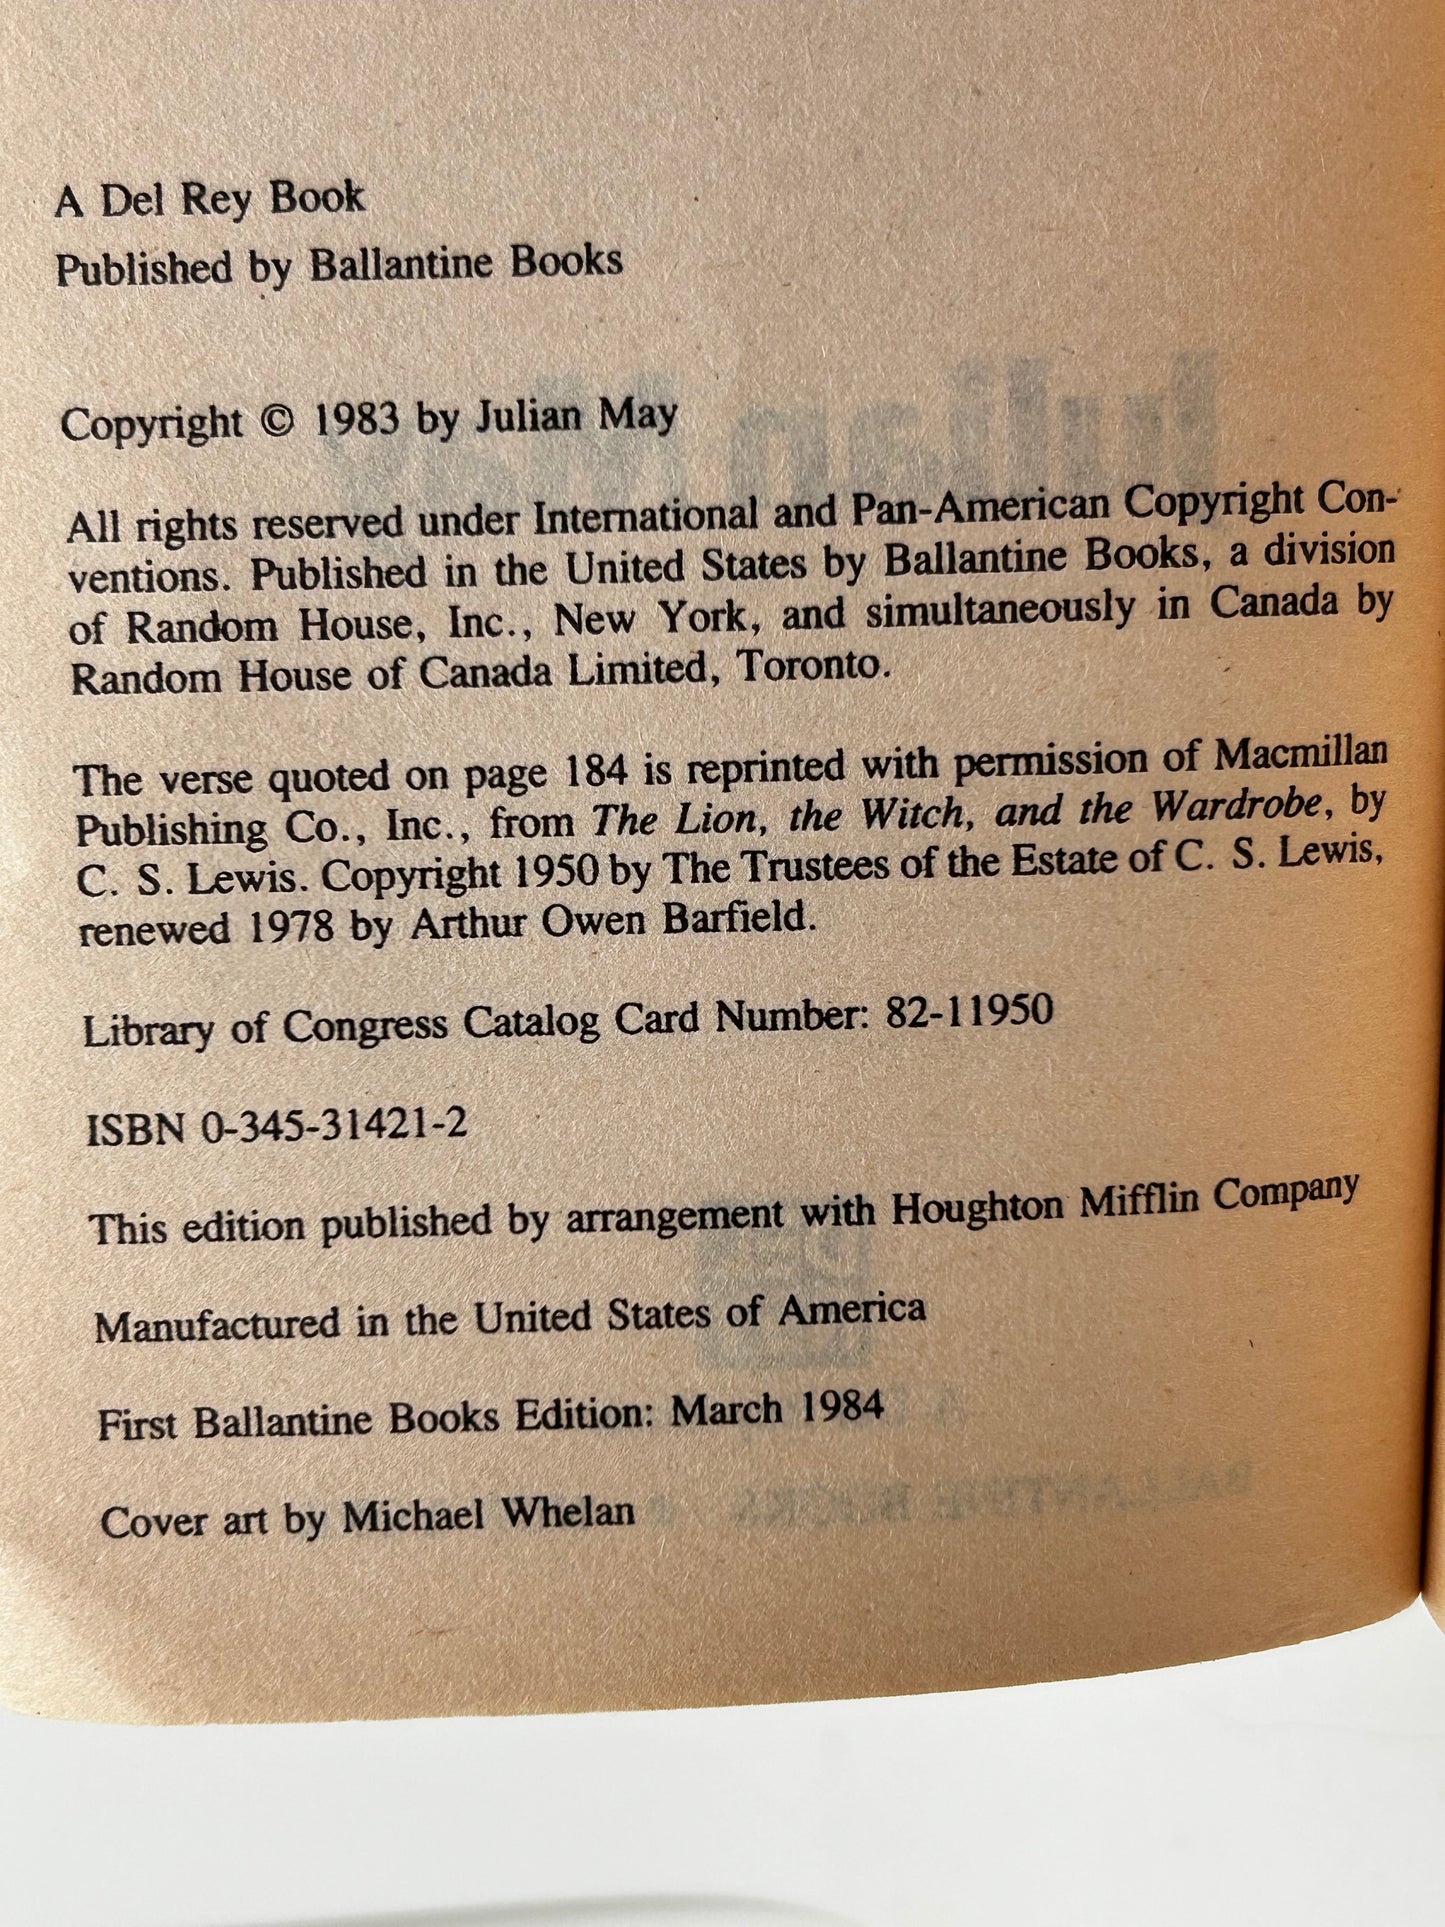 A Del Rey Book
Published by Ballantine Books
Copyright © 1983 by Julian May
All rights reserved under International and Pan-American Copyright Con-
ventions. Published in the United States by Ballantine Books, a division
of Random House, Inc., New York, and simultaneously in Canada by
Random House of Canada Limited, Toronto.
The verse quoted on page 184 is reprinted with permission of Macmillan
Publishing Co., Inc., from The Lion, the Witch, and the Wardrobe, by
C. S. Lewis. Copyright 1950 by The Trustees of the Estate of C. S. Lewis,
renewed 1978 by Arthur Owen Barfield.
Library of Congress Catalog Card Number: 82-11950
ISBN 0-345-31421-2
This edition published by arrangement with Houghton Mifflin Company
Manufactured in the United States of America
First Ballantine Books Edition: March 1984
Cover art by Michael Whelan